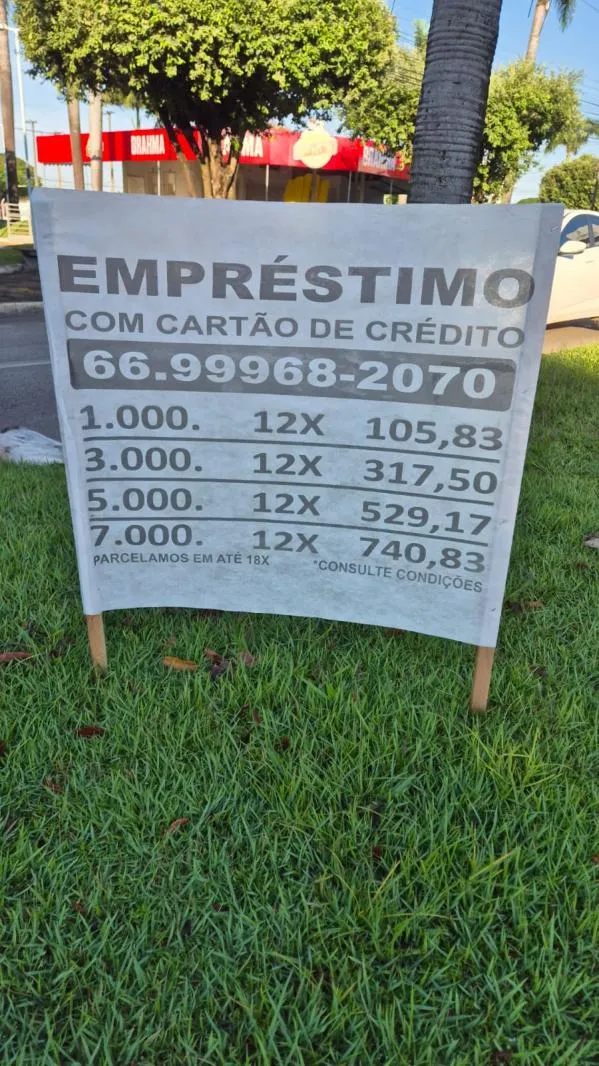 BRAHMA
EMPRÉSTIMO
COM CARTÃO DE CRÉDITO
66.99968-2070
1.000. 12X 105,83
3.000. 12X 317,50
5.000. 12X 529,17
7.000. 12X 740,83
PARCELAMOS EM ATÉ 18X *CONSULTE CONDIÇÕES